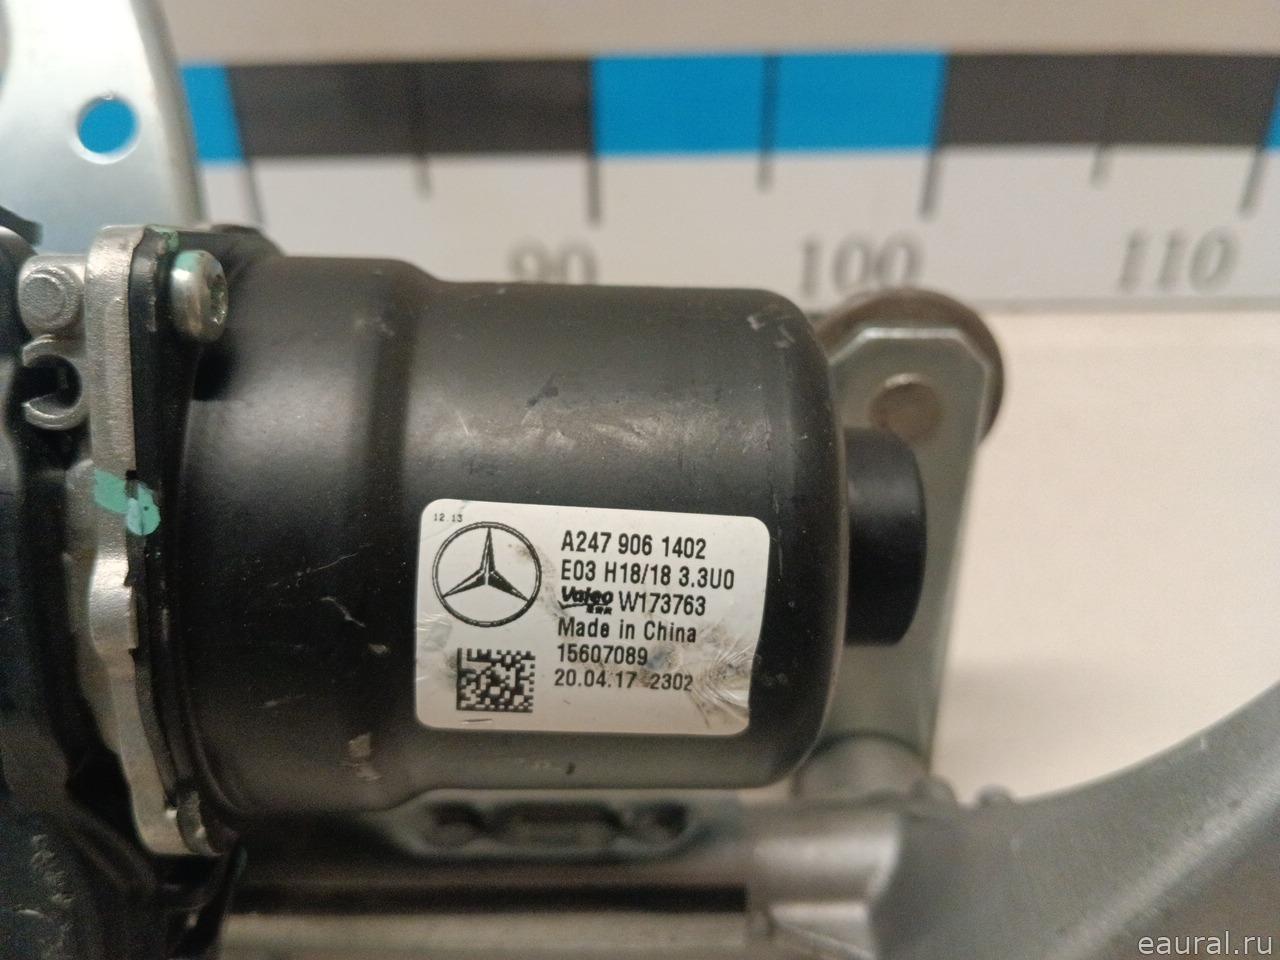 90 100 110
12.13
A247 906 1402
E03 H18/18 3.3U0
Valeo W173763
Made in China
15607089
20.04.17 2302
eaural.ru